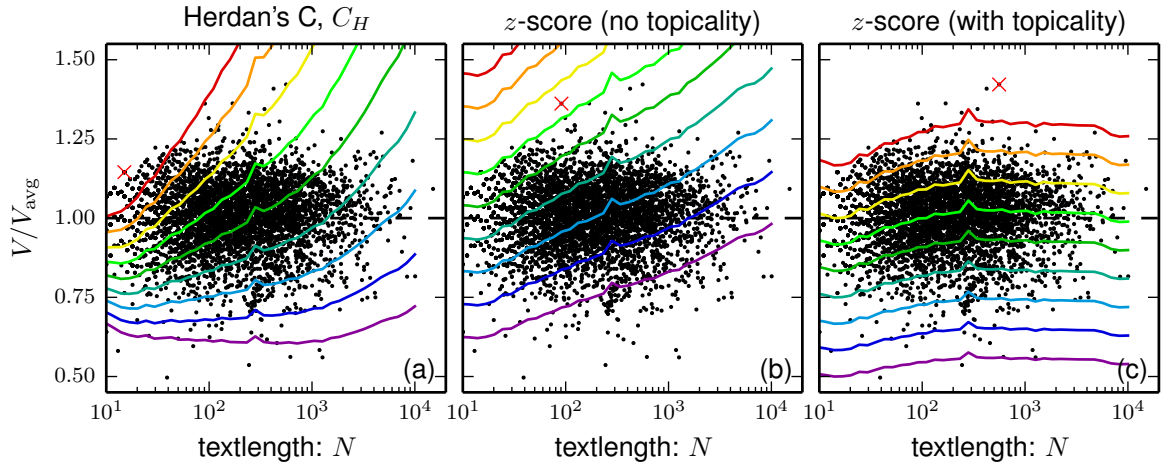 Herdan's C, C_H
z-score (no topicality)
z-score (with topicality)
V/V_avg
1.50
1.25
1.00
0.75
0.50
(a)
(b)
(c)
10^1 10^2 10^3 10^4
10^1 10^2 10^3 10^4
10^1 10^2 10^3 10^4
textlength: N
textlength: N
textlength: N